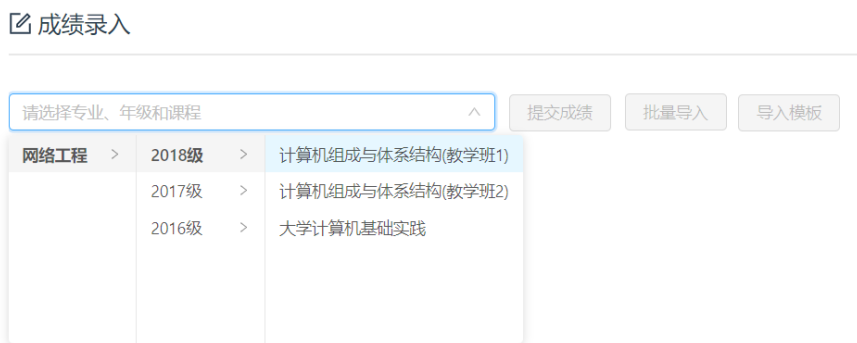 成绩录入
请选择专业、年级和课程 提交成绩 批量导入 导入模板
网络工程 > 2018级 > 计算机组成与体系结构(教学班1)
2017级 > 计算机组成与体系结构(教学班2)
2016级 > 大学计算机基础实践